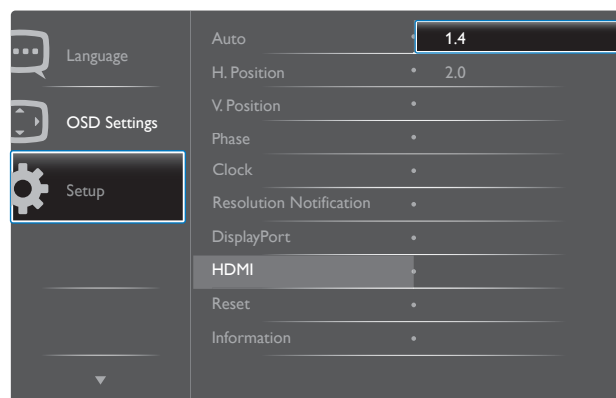 Language
OSD Settings
Setup
Auto
H. Position
V. Position
Phase
Clock
Resolution Notification
DisplayPort
HDMI
Reset
Information
1.4
2.0